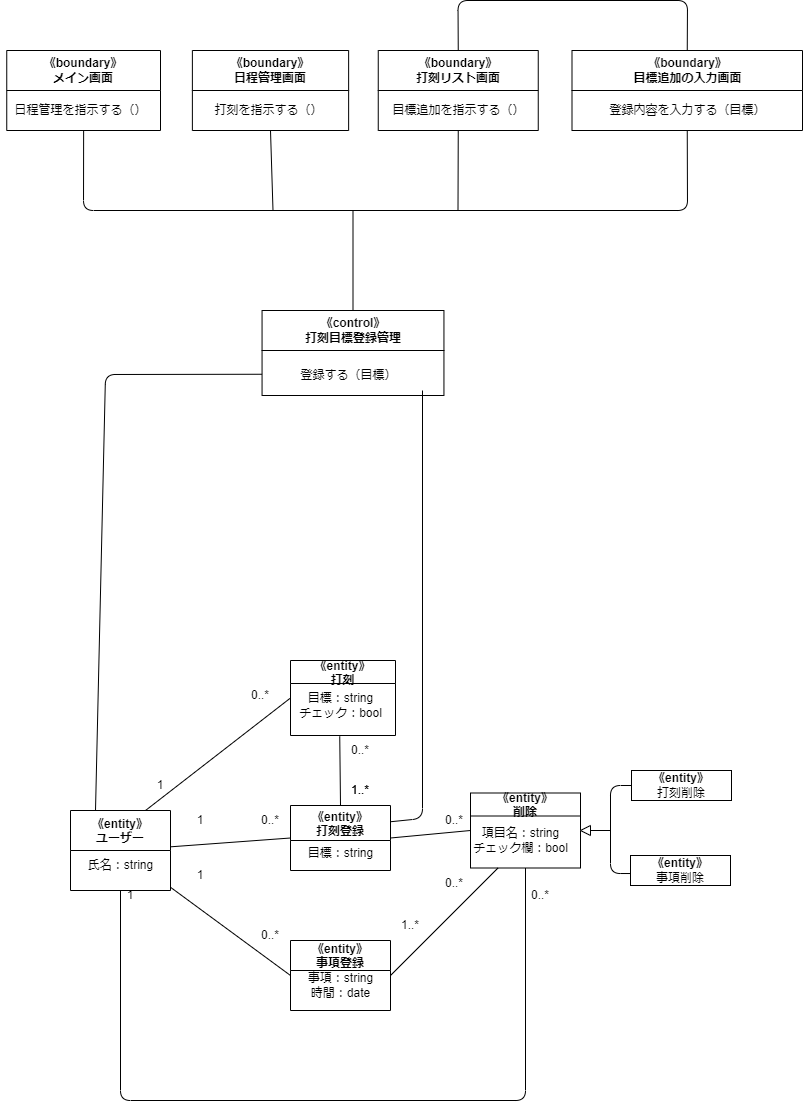 《boundary》
メイン画面
日程管理を指示する（）
《boundary》
日程管理画面
打刻を指示する（）
《boundary》
打刻リスト画面
目標追加を指示する（）
《boundary》
目標追加の入力画面
登録内容を入力する（目標）
《control》
打刻目標登録管理
登録する（目標）
《entity》
打刻
目標：string
チェック：bool
0..*
1
0..*
1..*
《entity》
ユーザー
氏名：string
1
0..*
《entity》
打刻登録
目標：string
0..*
《entity》
削除
項目名：string
チェック欄：bool
《entity》
打刻削除
《entity》
事項削除
1
1
0..*
0..*
0..*
1..*
《entity》
事項登録
事項：string
時間：date